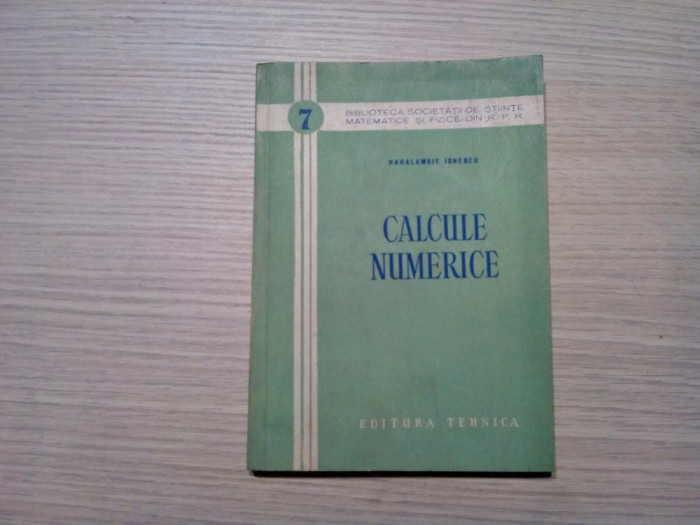 7
BIBLIOTECA SOCIETĂȚII DE ȘTIINȚE
MATEMATICE ȘI FIZICE DIN R. P. R.
HARALAMBIE IONESCU
CALCULE
NUMERICE
EDITURA TEHNICA